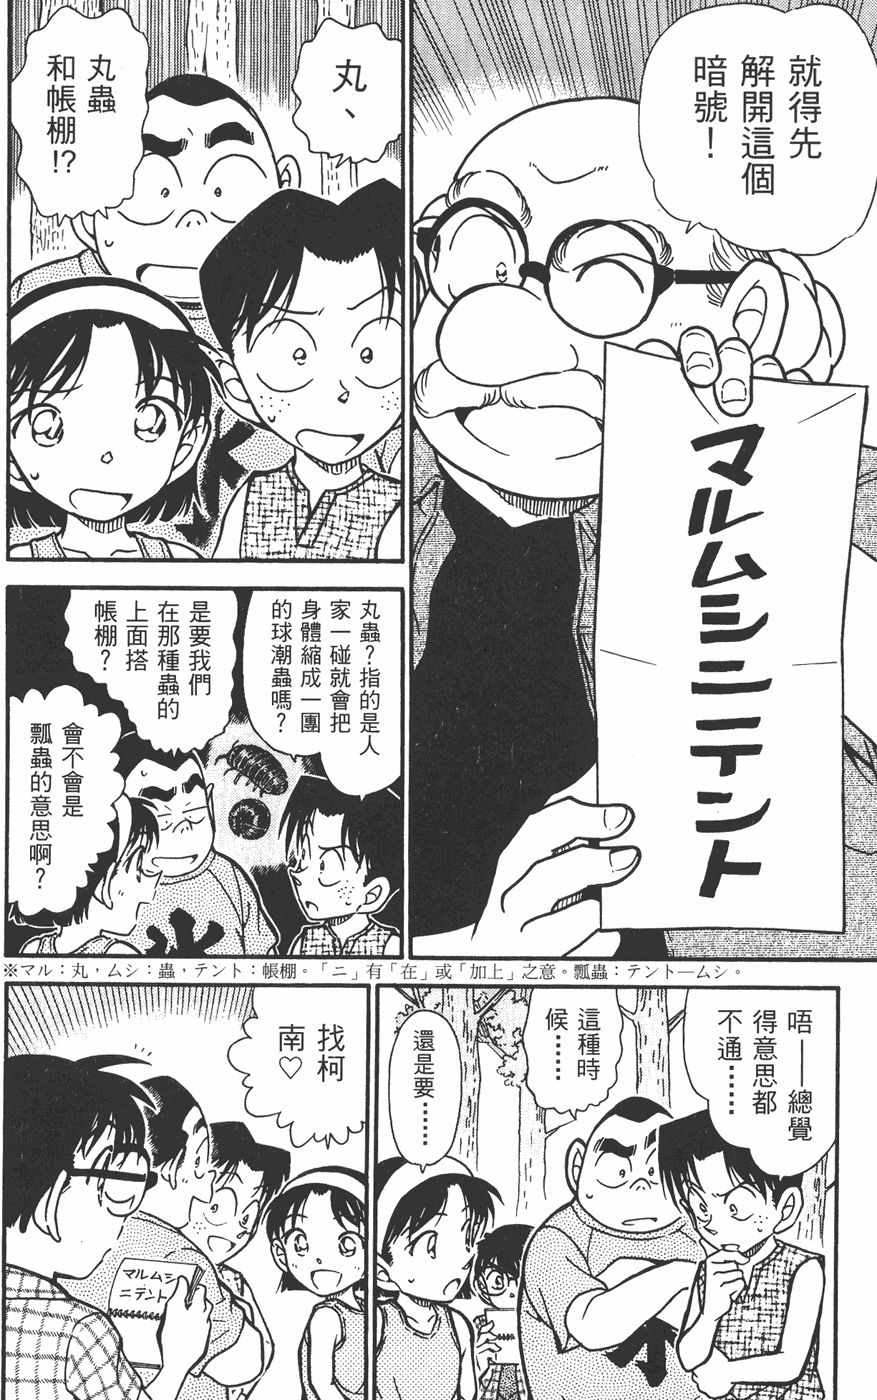 就得先
解開這個
暗號！
マルムシニテント
丸、
丸蟲
和帳棚!?
丸蟲？指的是人
家一碰就會把
身體縮成一團
的球潮蟲嗎？
是要我們
在那種蟲的
上面搭
帳棚？
會不會是
瓢蟲的意思啊？
※マル：丸，ムシ：蟲，テント：帳棚。「ニ」有「在」或「加上」之意。瓢蟲：テント—ムシ。
唔—總覺
得意思都
不通……
這種時
候……
還是要……
找柯
南♡
マルムシ
ニテント